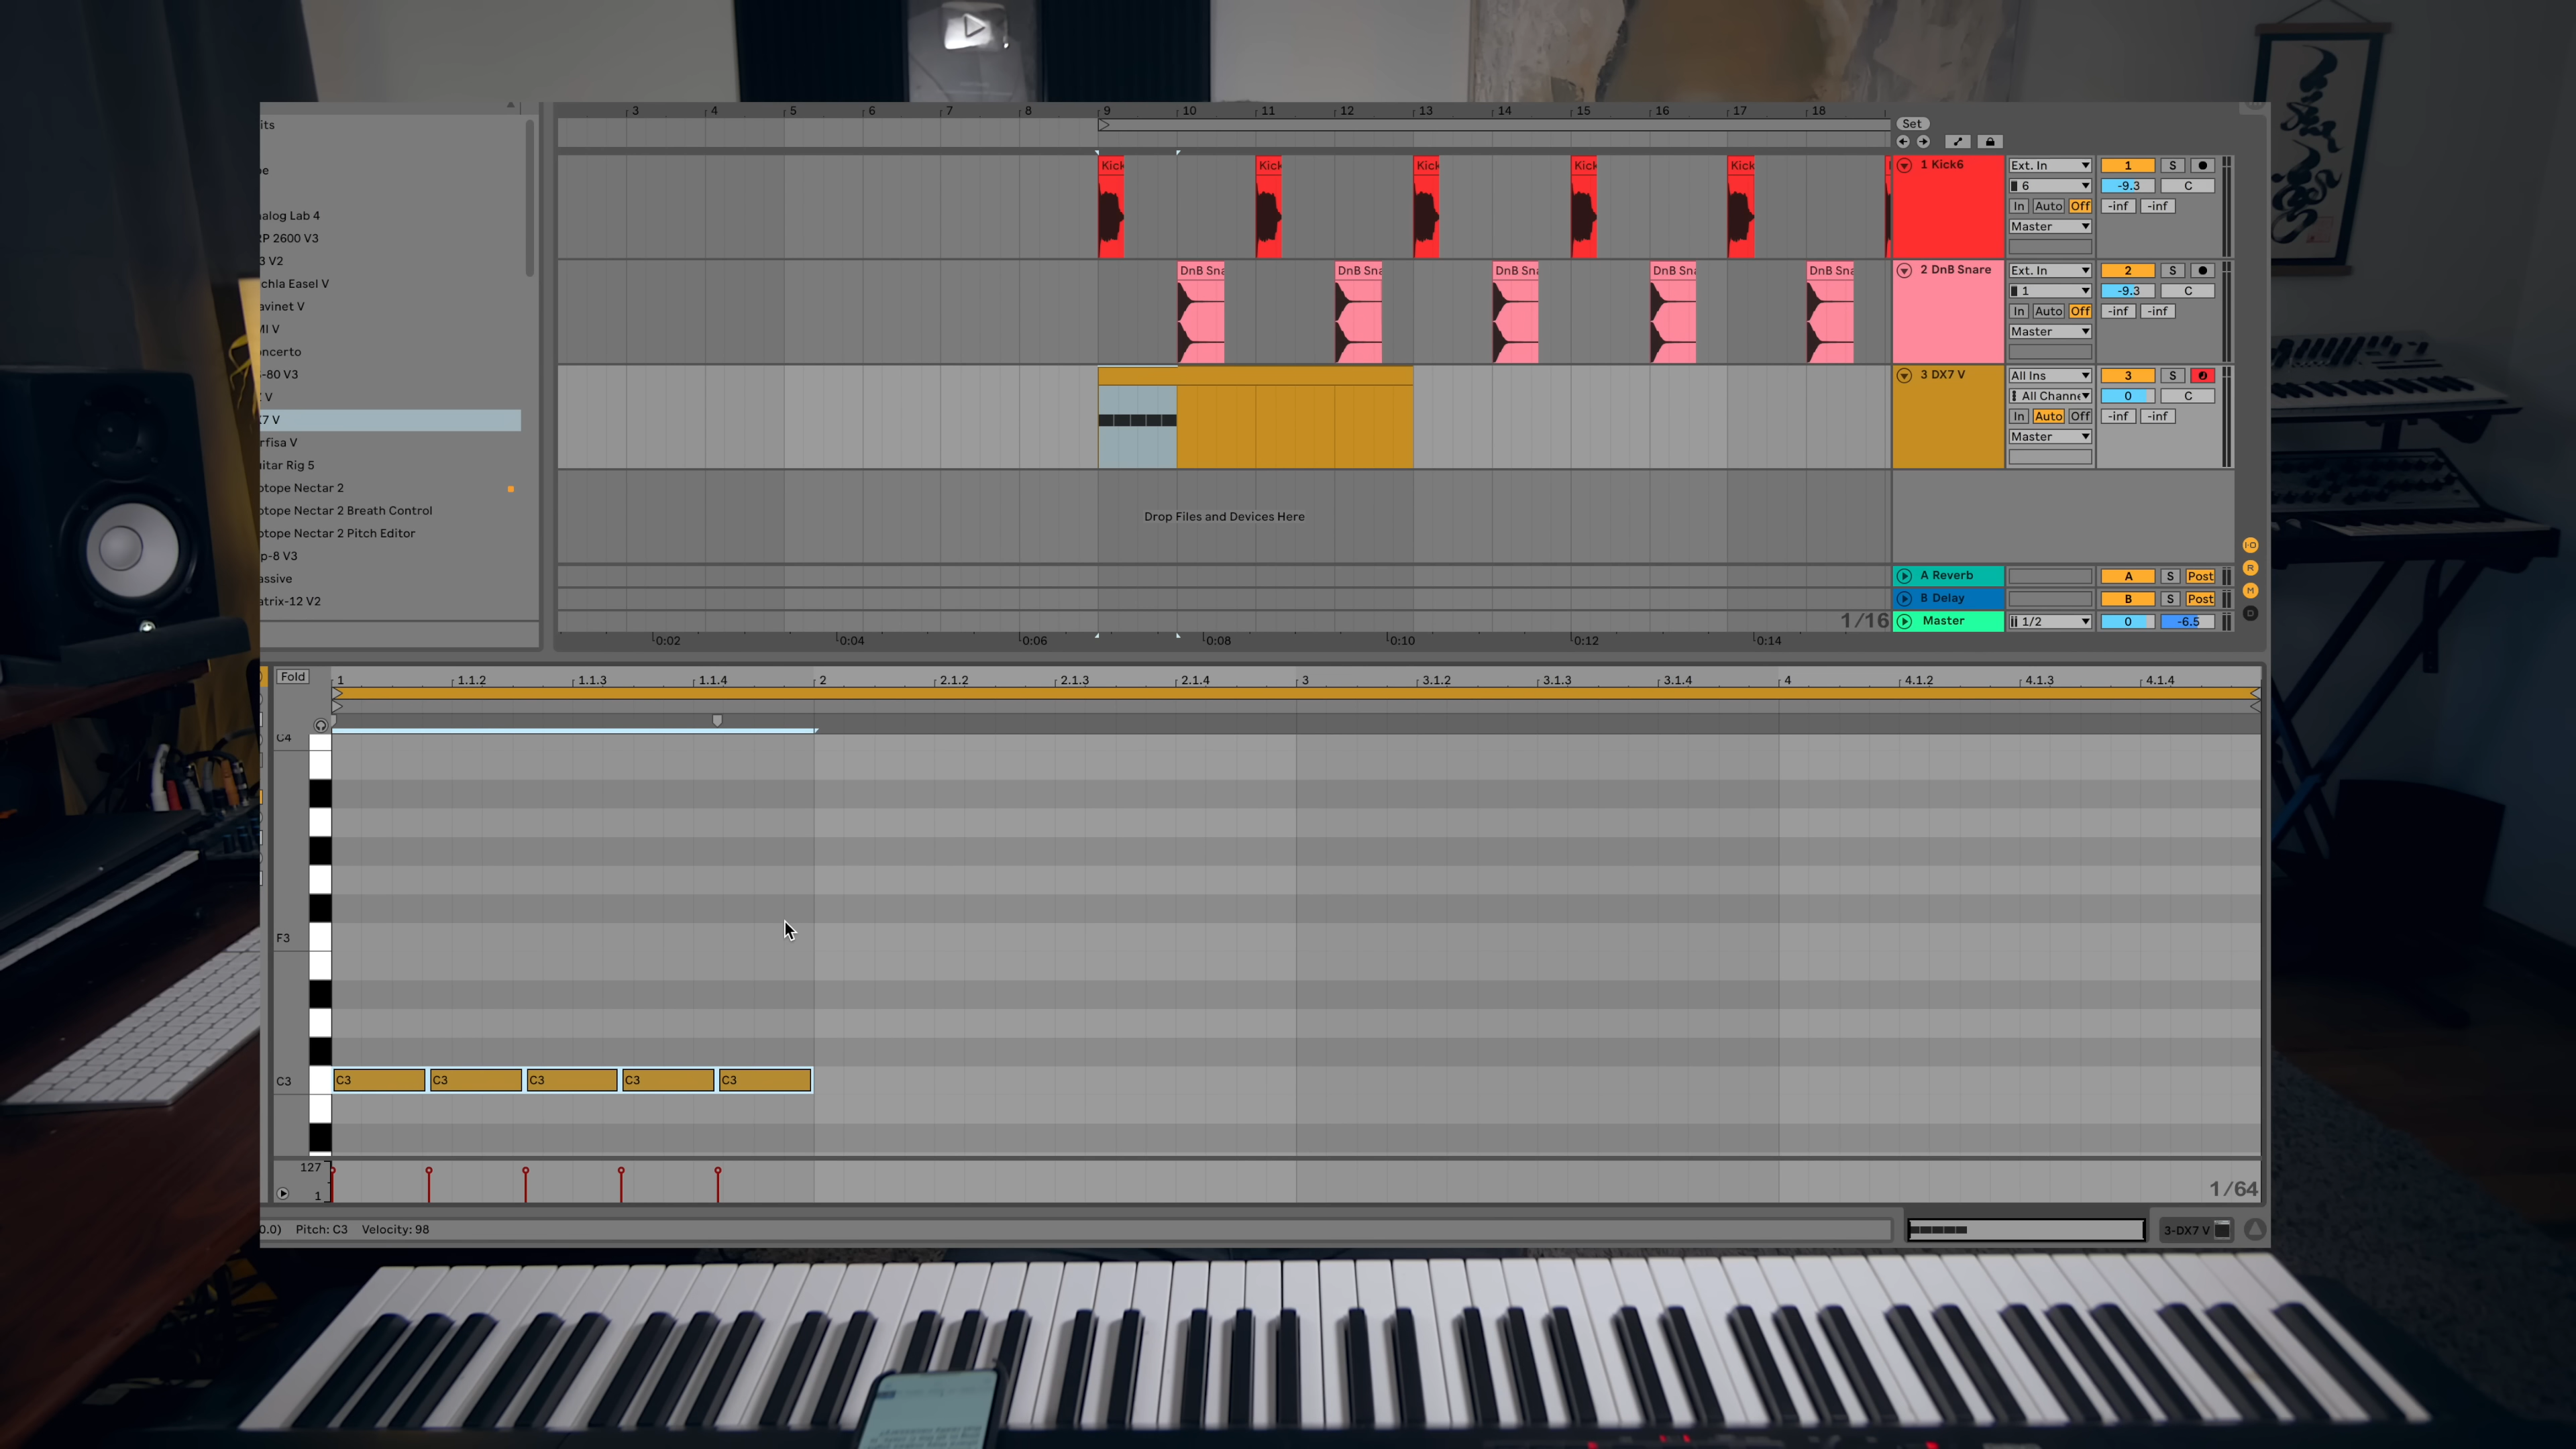 3 4 5 6 7 8 9 10 11 12 13 14 15 16 17 18
Set
its
pe
alog Lab 4
RP 2600 V3
3 V2
chla Easel V
avinet V
MI V
oncerto
-80 V3
V
7 V
rfisa V
itar Rig 5
otope Nectar 2
otope Nectar 2 Breath Control
otope Nectar 2 Pitch Editor
p-8 V3
assive
atrix-12 V2
Kick Kick Kick Kick Kick
1 Kick6 Ext. In 1 S
6 -9.3 C
In Auto Off -inf -inf
Master
DnB Sna DnB Sna DnB Sna DnB Sna DnB Sna
2 DnB Snare Ext. In 2 S
1 -9.3 C
In Auto Off -inf -inf
Master
3 DX7 V All Ins 3 S
All Channe 0 C
In Auto Off -inf -inf
Master
Drop Files and Devices Here
A Reverb A S Post
B Delay B S Post
1/16 Master 1/2 0 -6.5
I·O
R
M
D
0:02 0:04 0:06 0:08 0:10 0:12 0:14
Fold 1 1.1.2 1.1.3 1.1.4 2 2.1.2 2.1.3 2.1.4 3 3.1.2 3.1.3 3.1.4 4 4.1.2 4.1.3 4.1.4
C4
F3
C3 C3 C3 C3 C3 C3
127
1
1/64
0.0) Pitch: C3 Velocity: 98
3-DX7 V